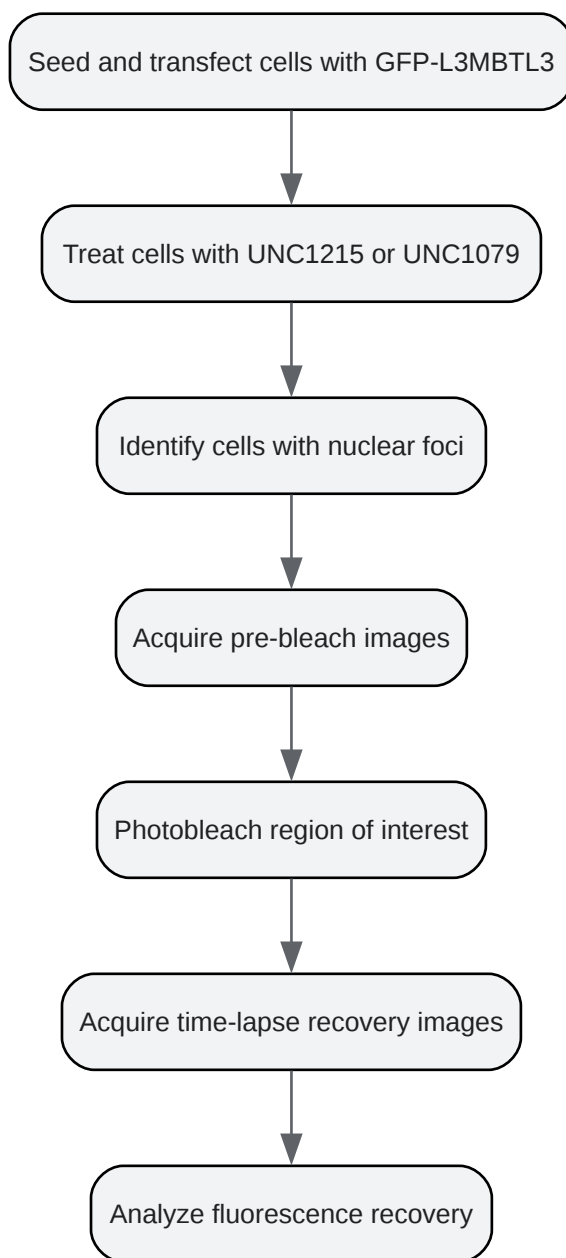 Seed and transfect cells with GFP-L3MBTL3
Treat cells with UNC1215 or UNC1079
Identify cells with nuclear foci
Acquire pre-bleach images
Photobleach region of interest
Acquire time-lapse recovery images
Analyze fluorescence recovery